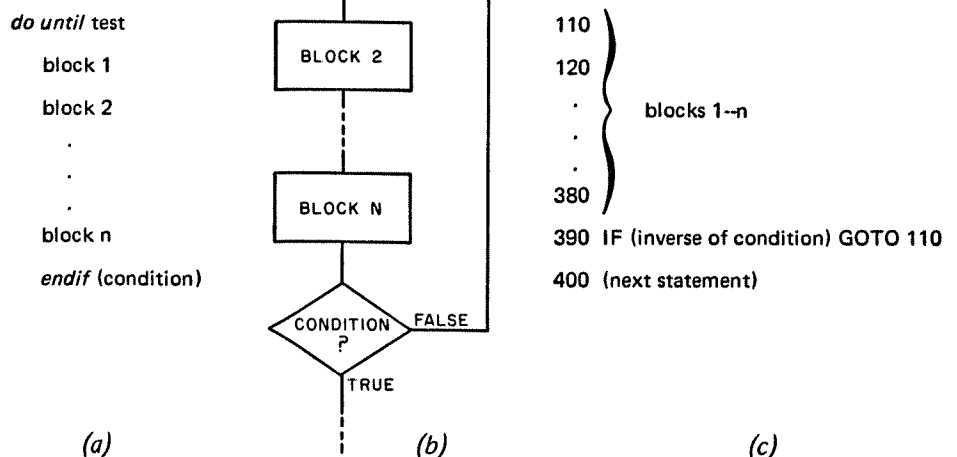 do until test
block 1
block 2
.
.
.
block n
endif (condition)
(a)
BLOCK 2
BLOCK N
CONDITION
?
FALSE
TRUE
(b)
110
120
.
.
.
380
blocks 1--n
390 IF (inverse of condition) GOTO 110
400 (next statement)
(c)